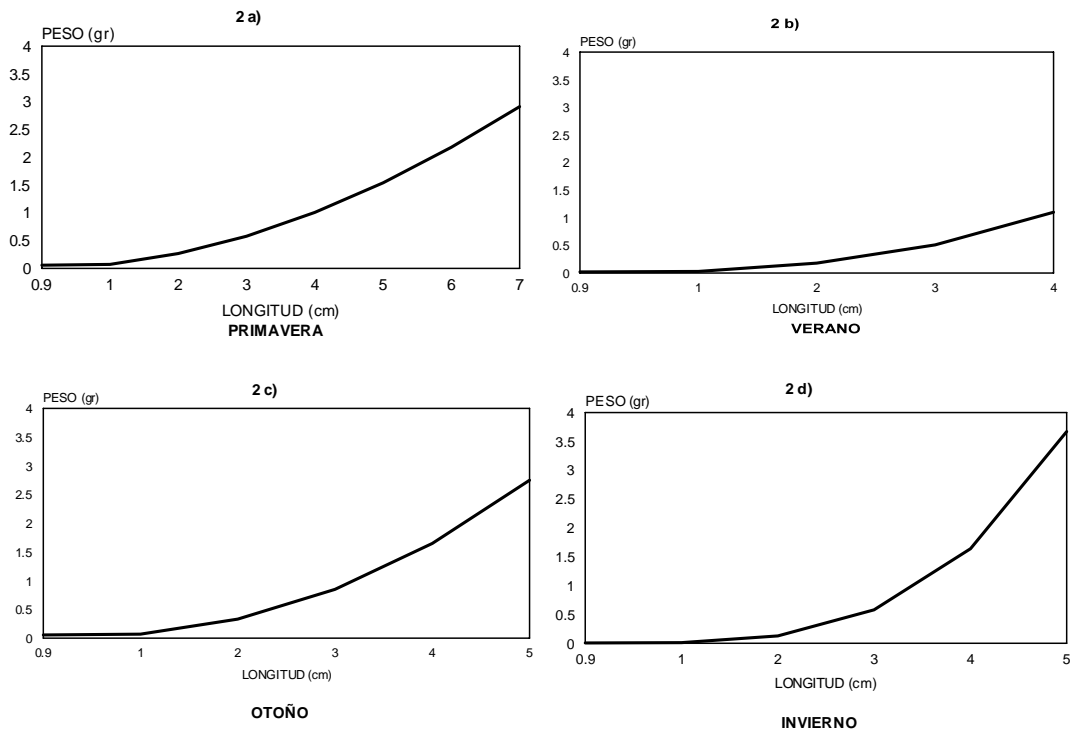 2 a)
PESO (gr)
4
3.5
3
2.5
2
1.5
1
0.5
0
0.9 1 2 3 4 5 6 7
LONGITUD (cm)
PRIMAVERA
2 b)
PESO (gr)
4
3.5
3
2.5
2
1.5
1
0.5
0
0.9 1 2 3 4
LONGITUD (cm)
VERANO
2 c)
PESO (gr)
4
3.5
3
2.5
2
1.5
1
0.5
0
0.9 1 2 3 4 5
LONGITUD (cm)
OTOÑO
2 d)
PESO (gr)
4
3.5
3
2.5
2
1.5
1
0.5
0
0.9 1 2 3 4 5
LONGITUD (cm)
INVIERNO